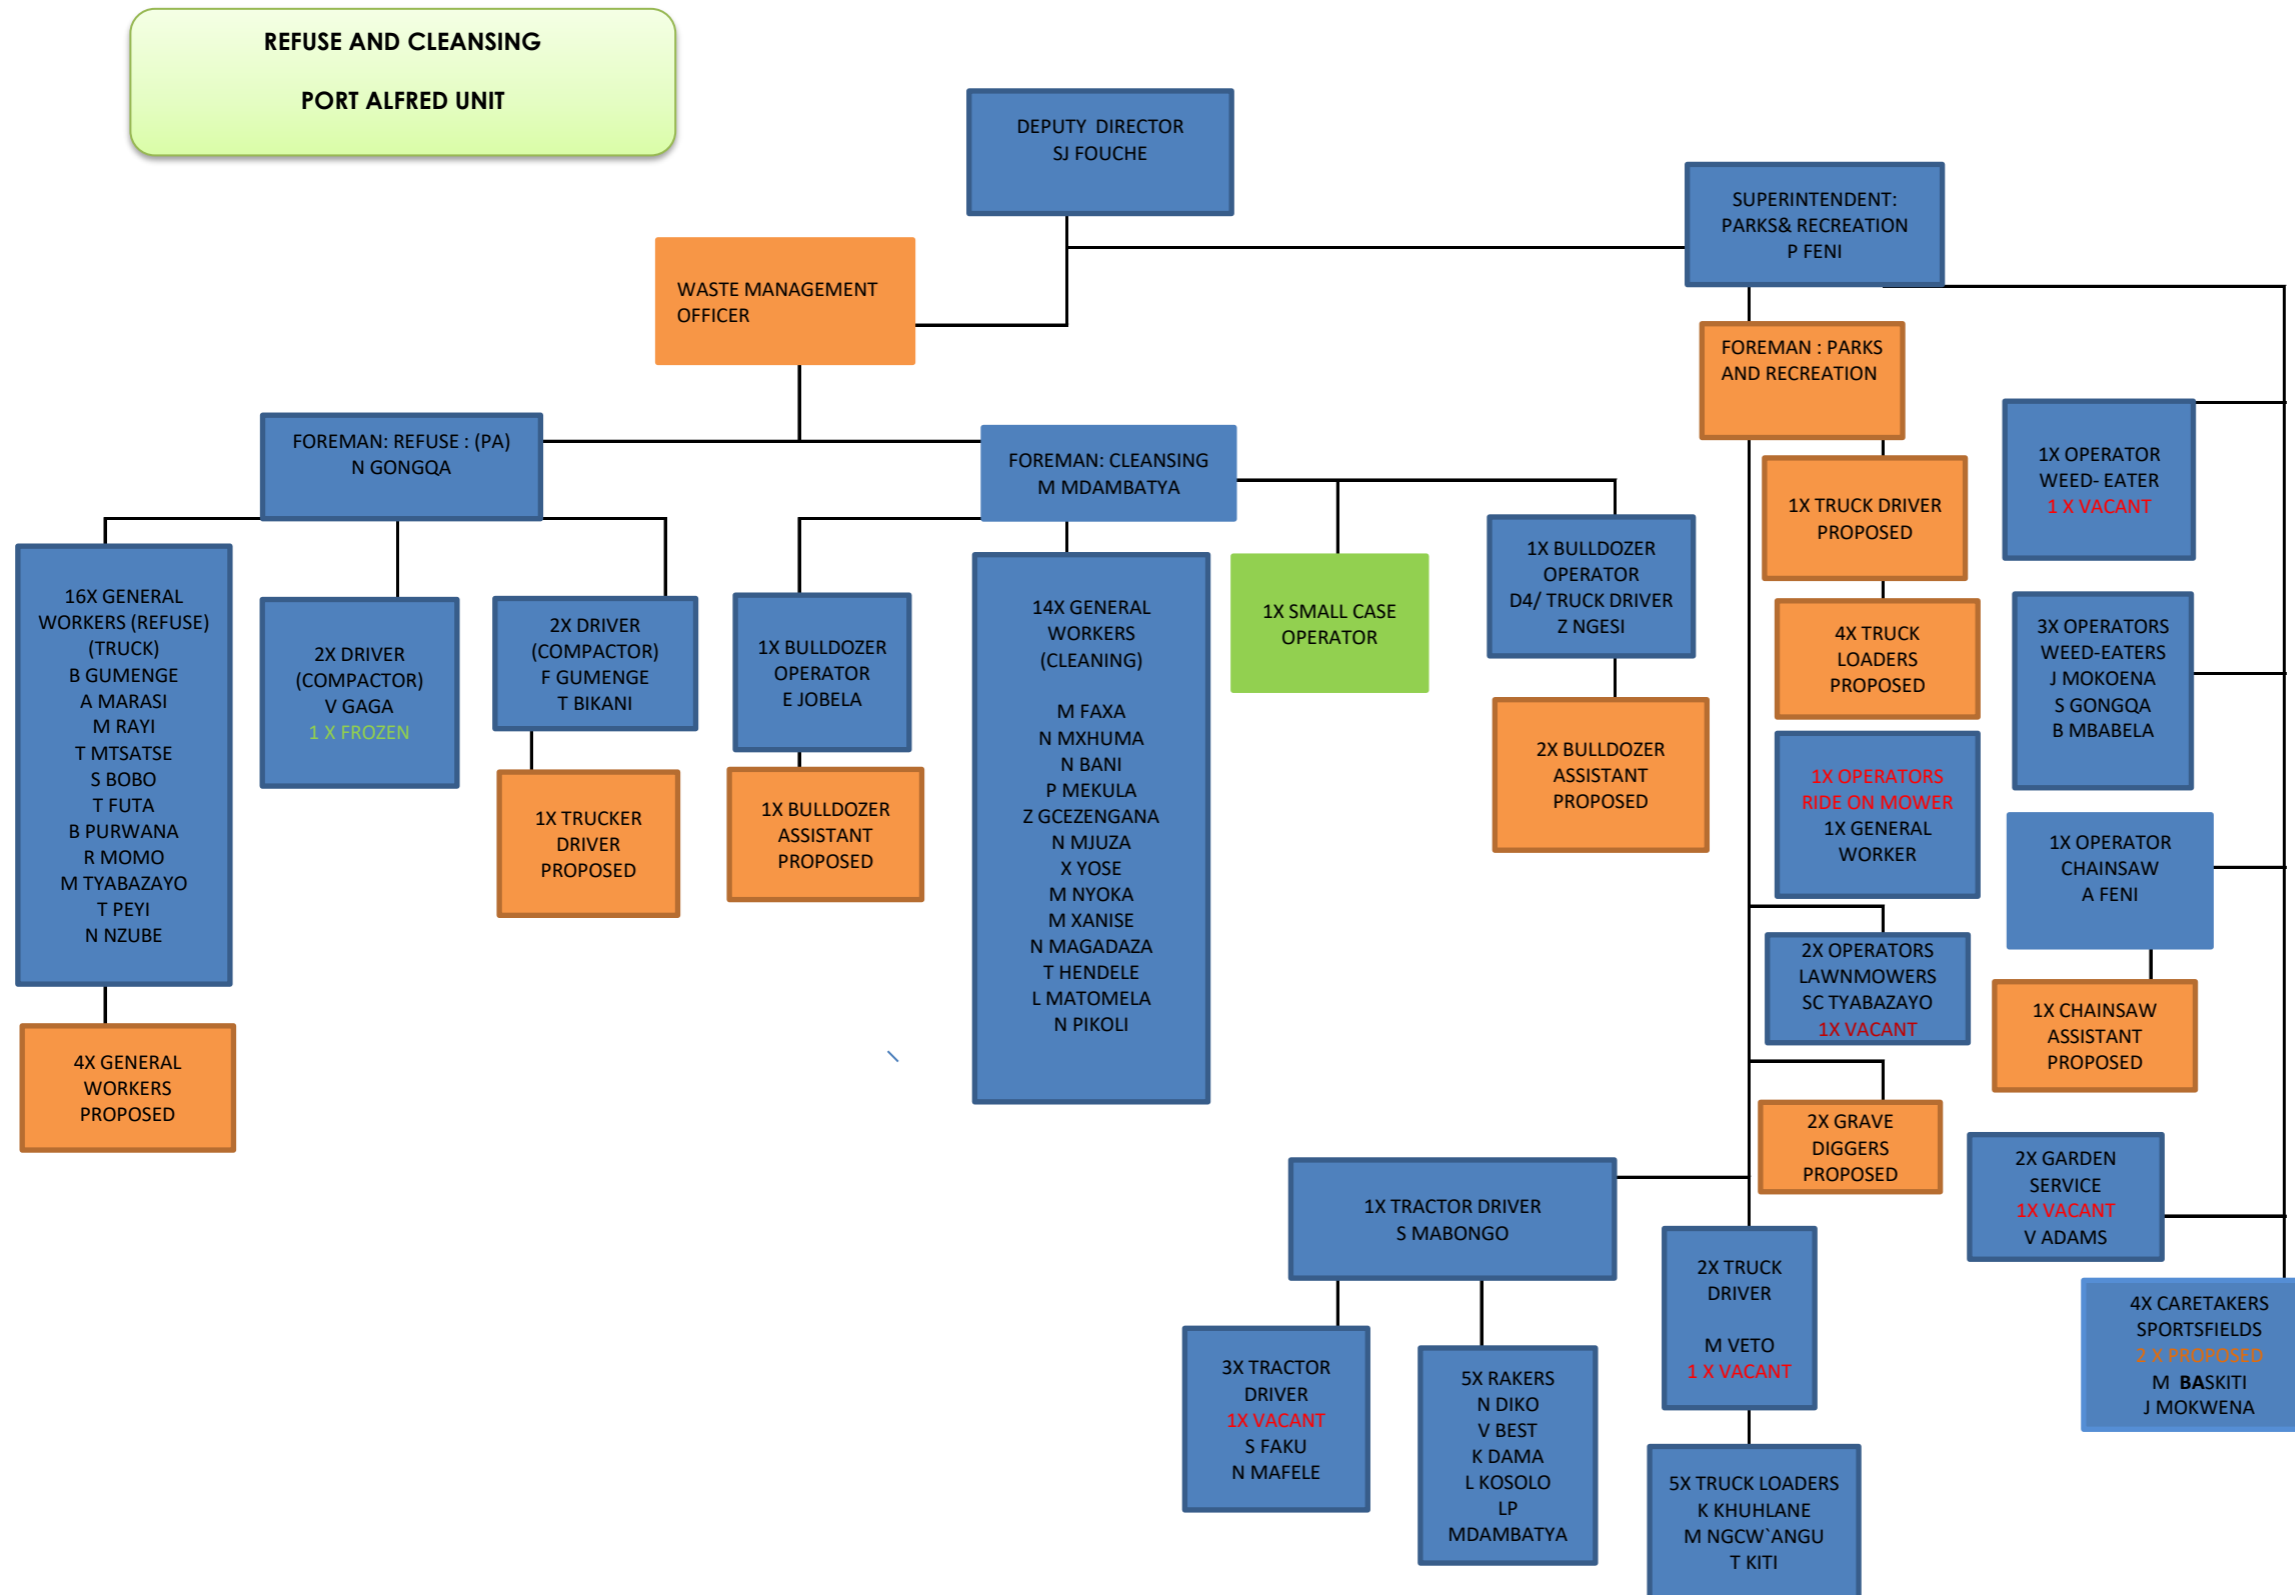 REFUSE AND CLEANSING
PORT ALFRED UNIT
DEPUTY DIRECTOR
SJ FOUCHE
SUPERINTENDENT:
PARKS& RECREATION
P FENI
WASTE MANAGEMENT
OFFICER
FOREMAN : PARKS
AND RECREATION
FOREMAN: REFUSE : (PA)
N GONGQA
FOREMAN: CLEANSING
M MDAMBATYA
1X OPERATOR
WEED- EATER
1 X VACANT
1X TRUCK DRIVER
PROPOSED
16X GENERAL
WORKERS (REFUSE)
(TRUCK)
B GUMENGE
A MARASI
M RAYI
T MTSATSE
S BOBO
T FUTA
B PURWANA
R MOMO
M TYABAZAYO
T PEYI
N NZUBE
2X DRIVER
(COMPACTOR)
V GAGA
1 X FROZEN
2X DRIVER
(COMPACTOR)
F GUMENGE
T BIKANI
1X BULLDOZER
OPERATOR
E JOBELA
14X GENERAL
WORKERS
(CLEANING)
M FAXA
N MXHUMA
N BANI
P MEKULA
Z GCEZENGANA
N MJUZA
X YOSE
M NYOKA
M XANISE
N MAGADAZA
T HENDELE
L MATOMELA
N PIKOLI
1X SMALL CASE
OPERATOR
1X BULLDOZER
OPERATOR
D4/ TRUCK DRIVER
Z NGESI
4X TRUCK
LOADERS
PROPOSED
3X OPERATORS
WEED-EATERS
J MOKOENA
S GONGQA
B MBABELA
1X TRUCKER
DRIVER
PROPOSED
1X BULLDOZER
ASSISTANT
PROPOSED
2X BULLDOZER
ASSISTANT
PROPOSED
1X OPERATORS
RIDE ON MOWER
1X GENERAL
WORKER
1X OPERATOR
CHAINSAW
A FENI
2X OPERATORS
LAWNMOWERS
SC TYABAZAYO
1X VACANT
1X CHAINSAW
ASSISTANT
PROPOSED
4X GENERAL
WORKERS
PROPOSED
2X GRAVE
DIGGERS
PROPOSED
2X GARDEN
SERVICE
1X VACANT
V ADAMS
1X TRACTOR DRIVER
S MABONGO
2X TRUCK
DRIVER
M VETO
1 X VACANT
4X CARETAKERS
SPORTSFIELDS
2 X PROPOSED
M BASKITI
J MOKWENA
3X TRACTOR
DRIVER
1X VACANT
S FAKU
N MAFELE
5X RAKERS
N DIKO
V BEST
K DAMA
L KOSOLO
LP
MDAMBATYA
5X TRUCK LOADERS
K KHUHLANE
M NGCW`ANGU
T KITI